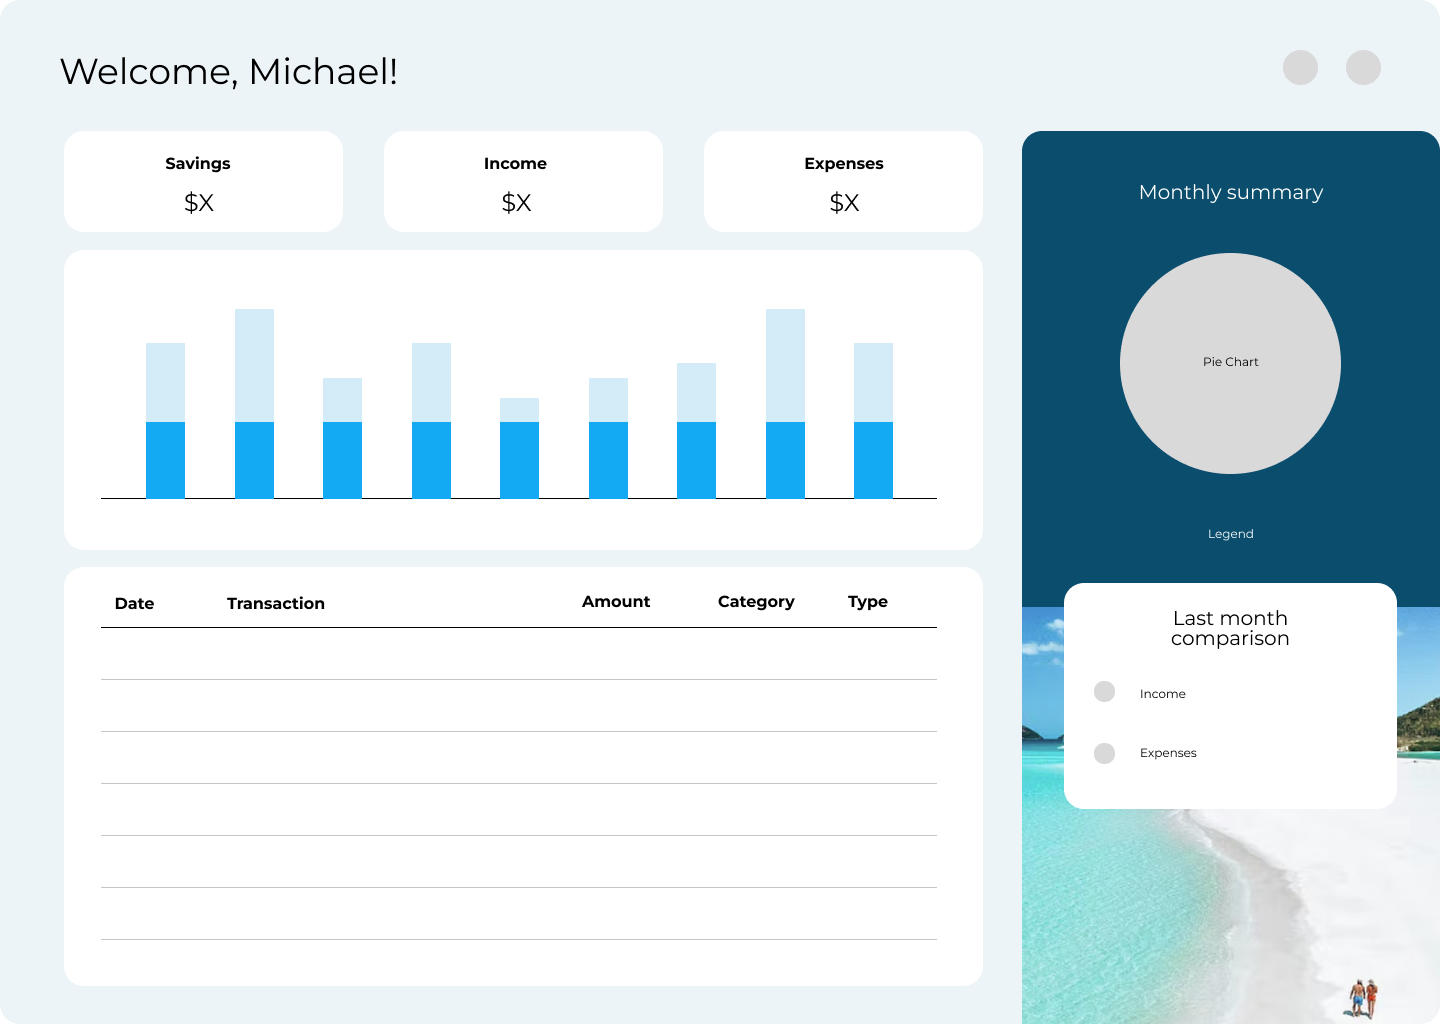 Welcome, Michael!
Savings
$X
Income
$X
Expenses
$X
Date Transaction Amount Category Type
Monthly summary
Pie Chart
Legend
Last month
comparison
Income
Expenses